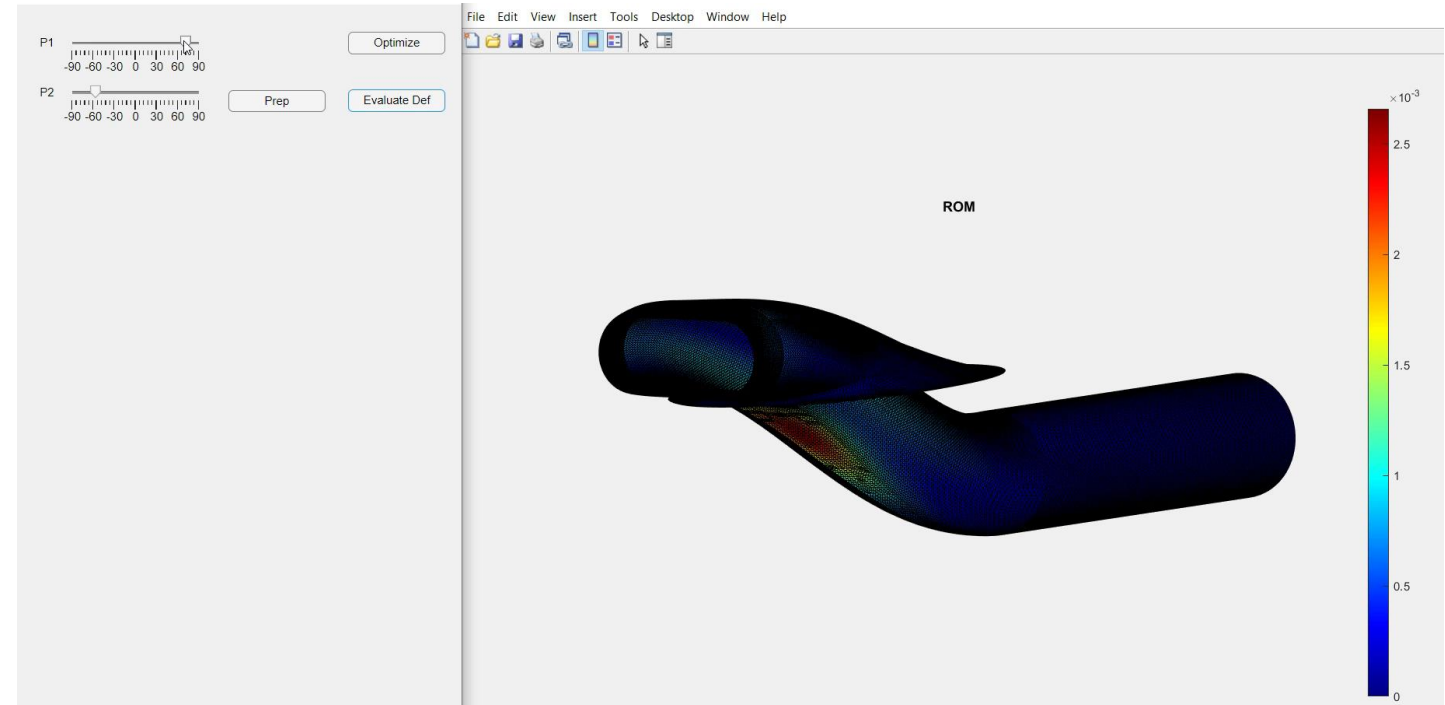 File Edit View Insert Tools Desktop Window Help
P1
-90 -60 -30 0 30 60 90
Optimize
P2
-90 -60 -30 0 30 60 90
Prep
Evaluate Def
ROM
×10-3
2.5
2
1.5
1
0.5
0